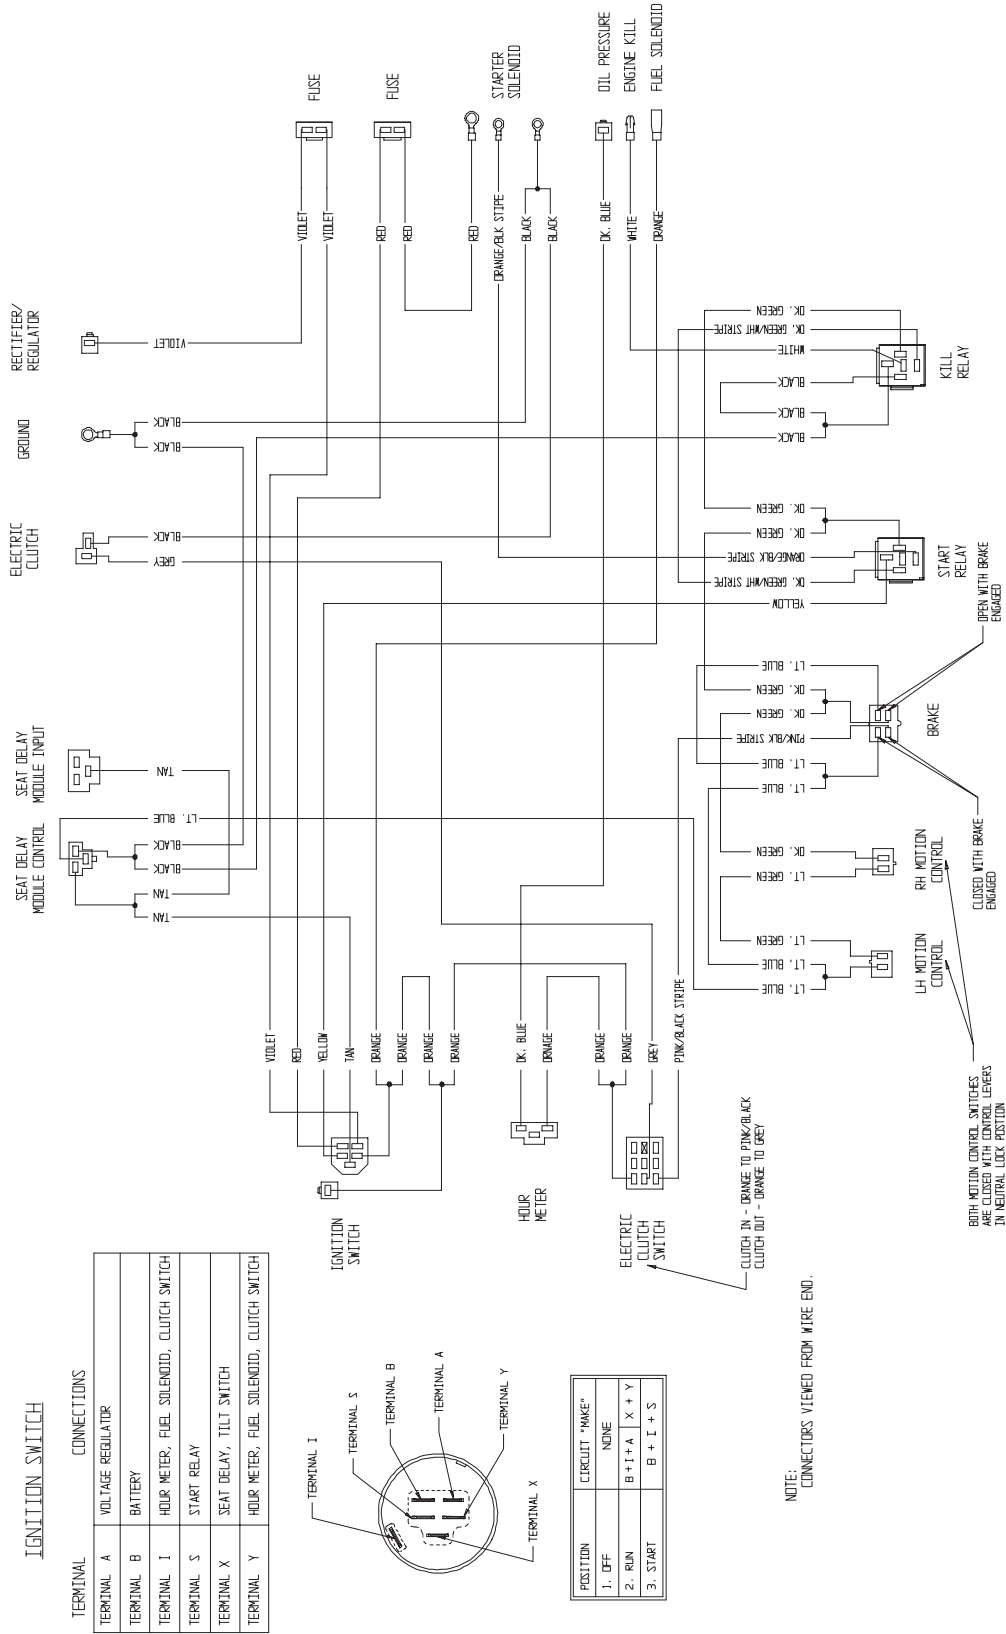 IGNITION SWITCH
TERMINAL CONNECTIONS
TERMINAL A VOLTAGE REGULATOR
TERMINAL B BATTERY
TERMINAL I HOUR METER, FUEL SOLENOID, CLUTCH SWITCH
TERMINAL S START RELAY
TERMINAL X SEAT DELAY, TILT SWITCH
TERMINAL Y HOUR METER, FUEL SOLENOID, CLUTCH SWITCH
TERMINAL I
TERMINAL S
TERMINAL B
TERMINAL A
TERMINAL Y
TERMINAL X
POSITION CIRCUIT "MAKE"
1. OFF NONE
2. RUN B+I+A X + Y
3. START B + I + S
NOTE:
CONNECTORS VIEWED FROM WIRE END.
IGNITION
SWITCH
HOUR
METER
ELECTRIC
CLUTCH
SWITCH
CLUTCH IN - ORANGE TO PINK/BLACK
CLUTCH OUT - ORANGE TO GREY
BOTH MOTION CONTROL SWITCHES
ARE CLOSED WITH CONTROL LEVERS
IN NEUTRAL LOCK POSTION
VIOLET
RED
YELLOW
TAN
ORANGE
ORANGE
ORANGE
ORANGE
DK. BLUE
ORNAGE
ORANGE
ORANGE
GREY
PINK/BLACK STRIPE
SEAT DELAY
MODULE CONTROL
SEAT DELAY
MODULE INPUT
TAN
TAN
BLACK
BLACK
LT. BLUE
TAN
ELECTRIC
CLUTCH
GREY
BLACK
GROUND
BLACK
BLACK
RECTIFIER/
REGULATOR
VIOLET
FUSE
VIOLET
VIOLET
FUSE
RED
RED
RED
STARTER
SOLENOID
ORANGE/BLK STIPE
BLACK
BLACK
OIL PRESSURE
DK. BLUE
ENGINE KILL
WHITE
FUEL SOLENOID
ORANGE
LH MOTION
CONTROL
LT. GREEN
LT. BLUE
LT. BLUE
RH MOTION
CONTROL
DK. GREEN
LT. GREEN
CLOSED WITH BRAKE
ENGAGED
BRAKE
LT. BLUE
DK. GREEN
DK. GREEN
PINK/BLK STRIPE
LT. BLUE
LT. BLUE
OPEN WITH BRAKE
ENGAGED
START
RELAY
DK. GREEN
DK. GREEN
ORANGE/BLK STRIPE
DK. GREEN/WHT STRIPE
YELLOW
KILL
RELAY
DK. GREEN
DK. GREEN/WHT STRIPE
WHITE
BLACK
BLACK
BLACK